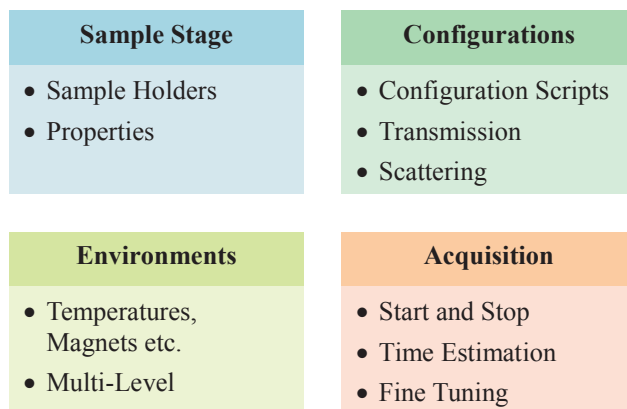 Sample Stage
• Sample Holders
• Properties
Configurations
• Configuration Scripts
• Transmission
• Scattering
Environments
• Temperatures,
Magnets etc.
• Multi-Level
Acquisition
• Start and Stop
• Time Estimation
• Fine Tuning